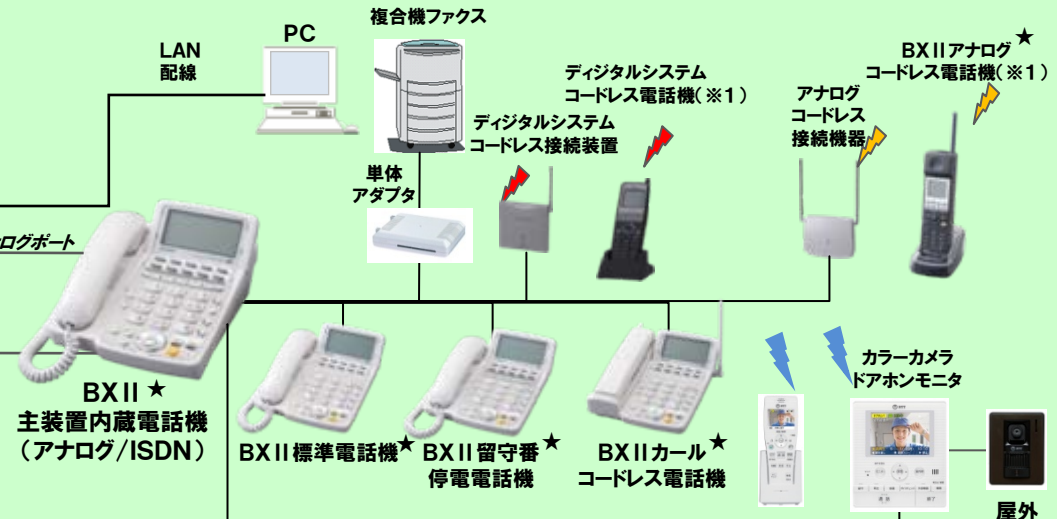 複合機ファクス
PC
LAN
配線
BXⅡアナログ★
コードレス電話機(※1)
ディジタルシステム
コードレス電話機(※1)
アナログ
コードレス
接続機器
ディジタルシステム
コードレス接続装置
単体
アダプタ
ログポート
カラーカメラ
ドアホンモニタ
BXⅡ★
主装置内蔵電話機
(アナログ/ISDN)
BXⅡ標準電話機★
BXⅡ留守番★
停電電話機
BXⅡカール★
コードレス電話機
屋外